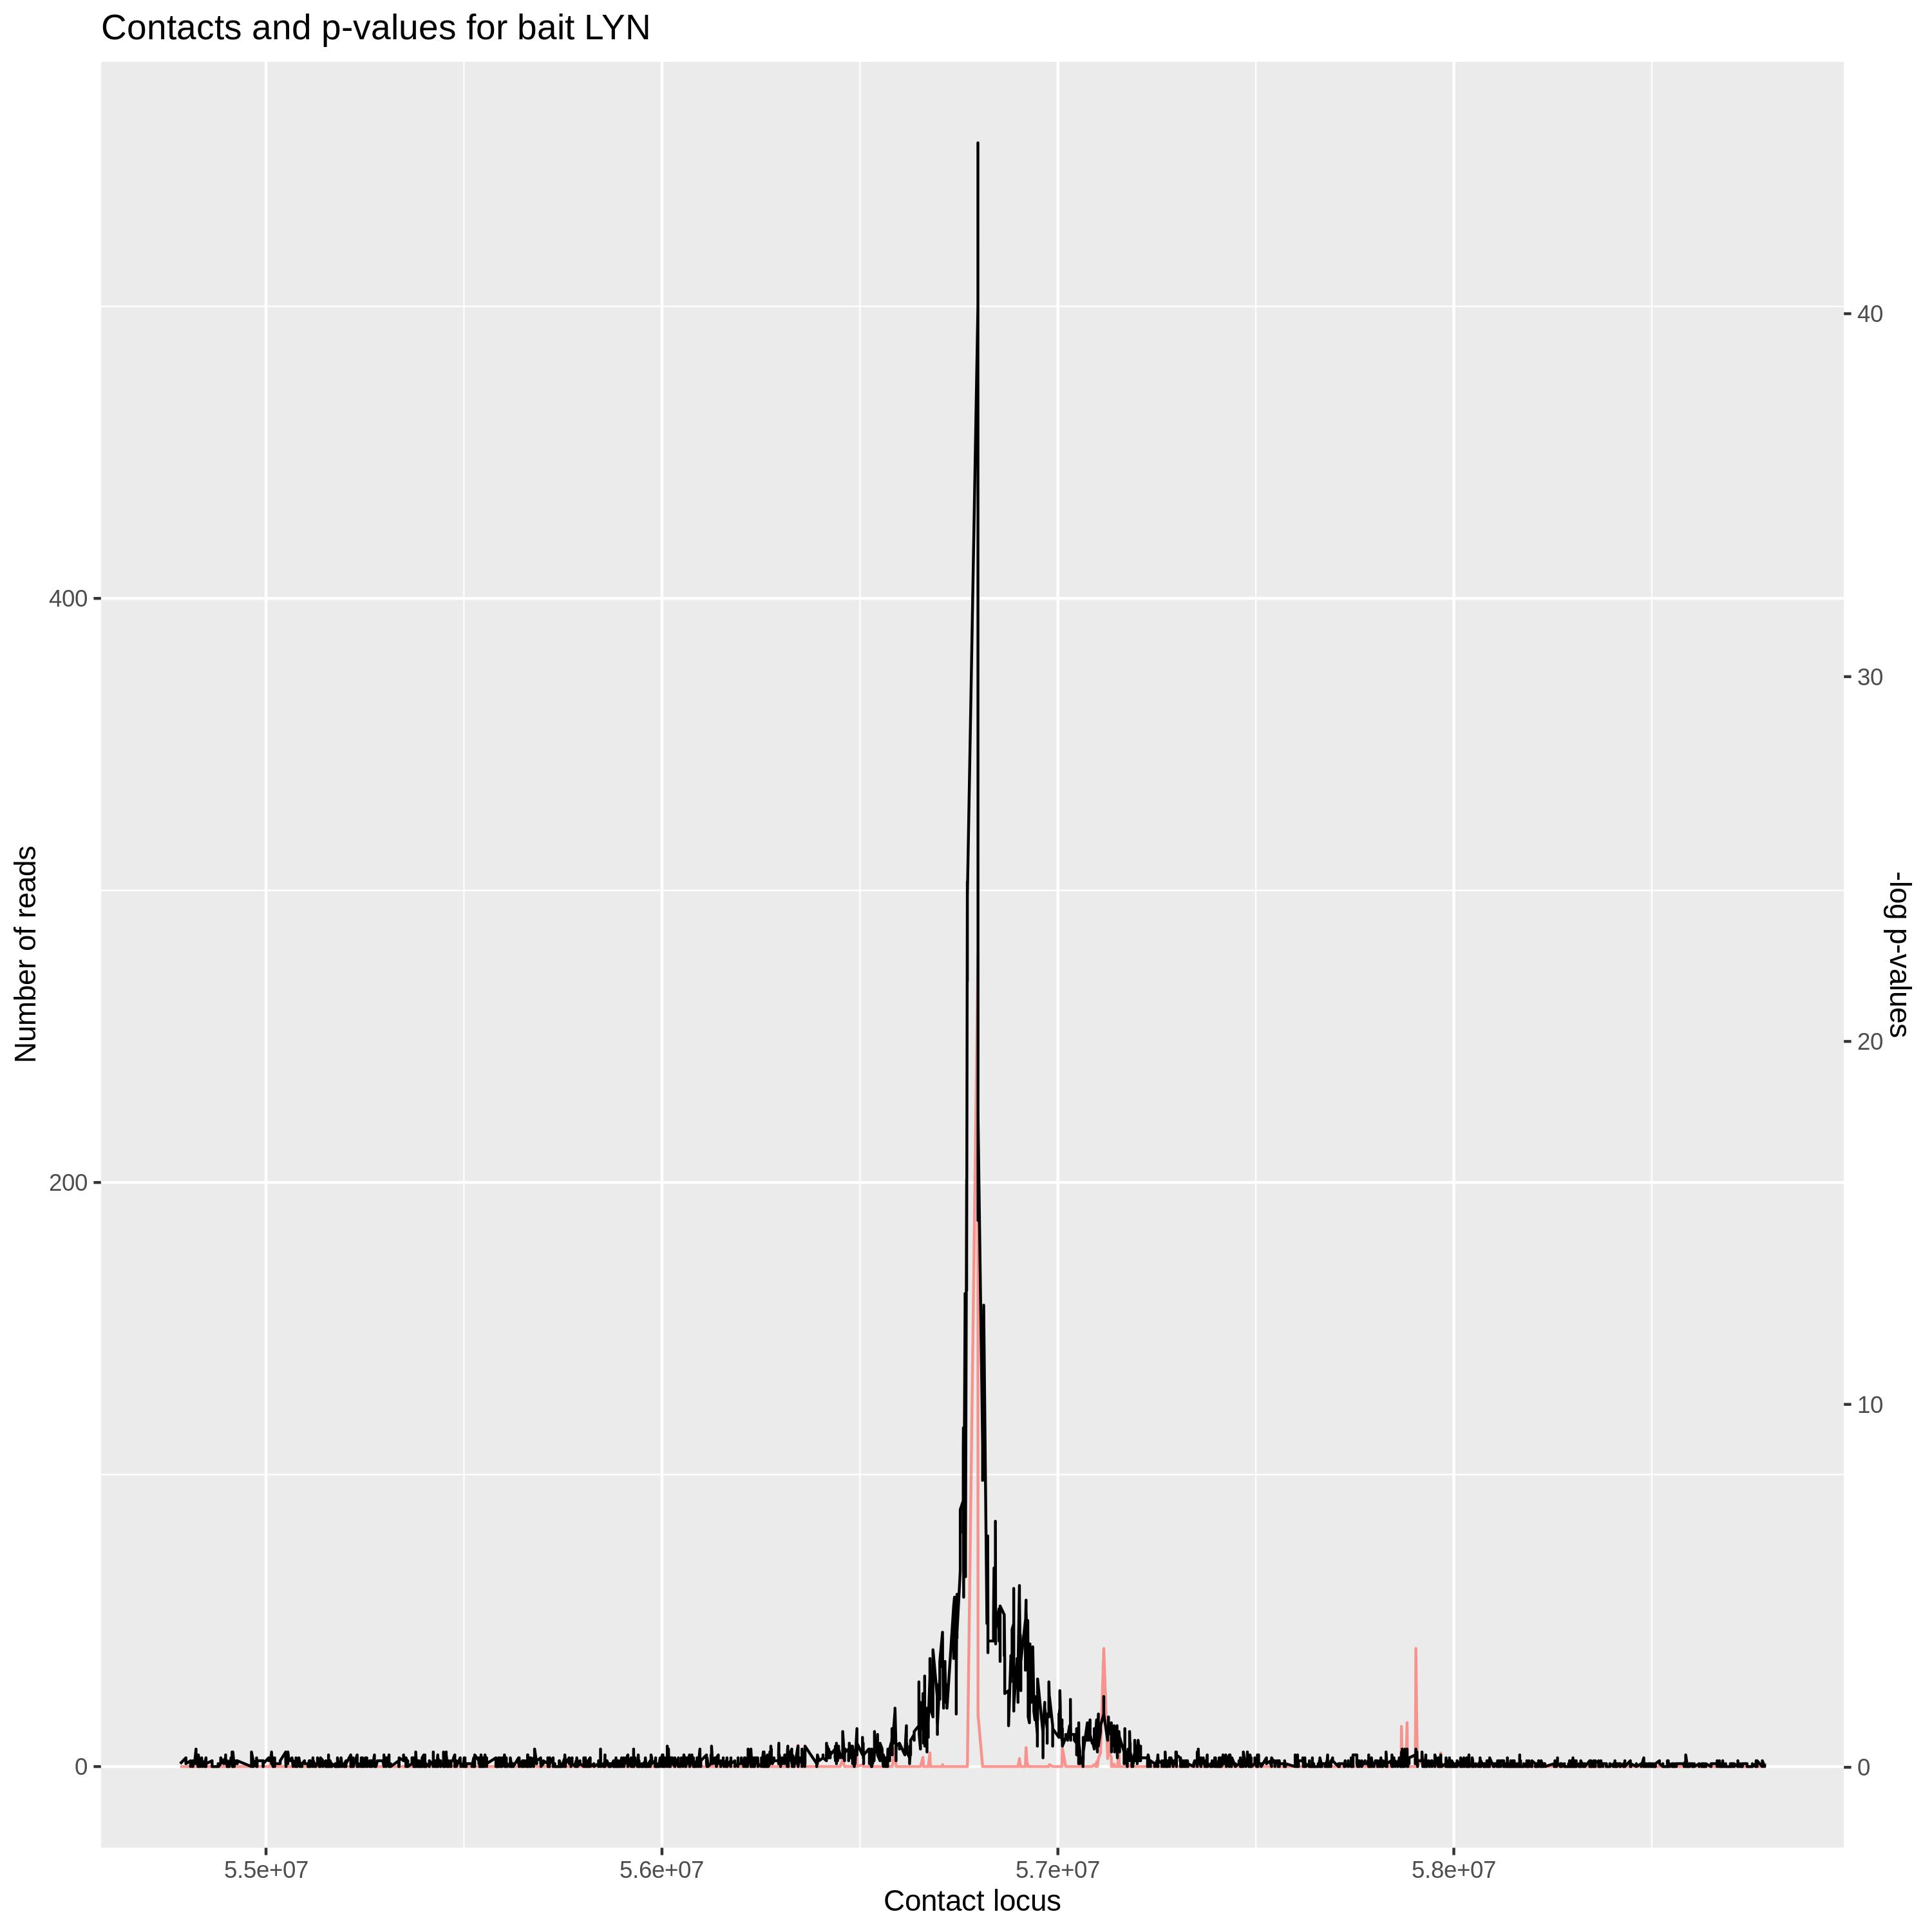 Contacts and p-values for bait LYN
Number of reads
400
200
0
40
30
20
10
0
-log p-values
5.5e+07 5.6e+07 5.7e+07 5.8e+07
Contact locus